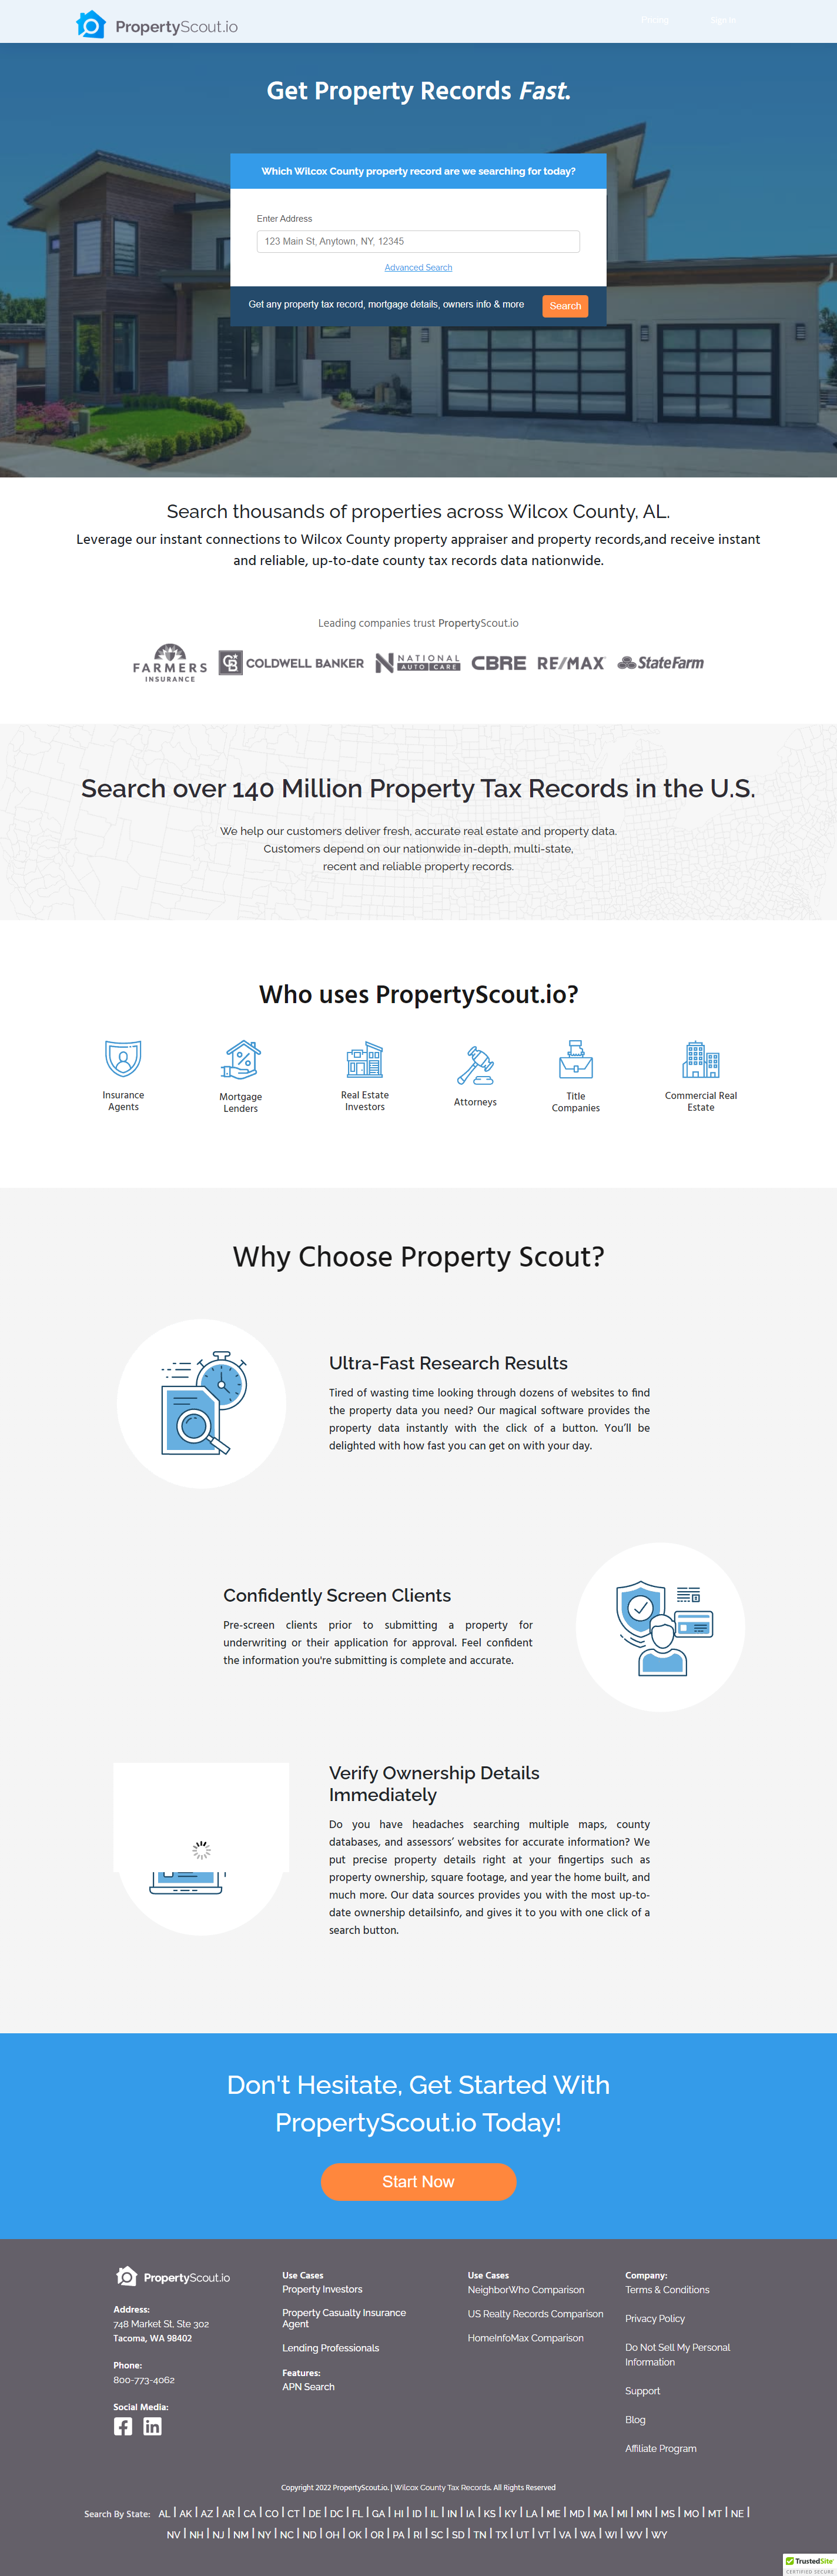 PropertyScout.io
Pricing
Sign In
Get Property Records Fast.
Which Wilcox County property record are we searching for today?
Enter Address
123 Main St, Anytown, NY, 12345
Advanced Search
Get any property tax record, mortgage details, owners info & more
Search
Search thousands of properties across Wilcox County, AL.
Leverage our instant connections to Wilcox County property appraiser and property records,and receive instant
and reliable, up-to-date county tax records data nationwide.
Leading companies trust PropertyScout.io
FARMERS
INSURANCE
CB COLDWELL BANKER
N NATIONAL
AUTO CARE
CBRE
RE/MAX
StateFarm
Search over 140 Million Property Tax Records in the U.S.
We help our customers deliver fresh, accurate real estate and property data.
Customers depend on our nationwide in-depth, multi-state,
recent and reliable property records.
Who uses PropertyScout.io?
Insurance
Agents
Mortgage
Lenders
Real Estate
Investors
Attorneys
Title
Companies
Commercial Real
Estate
Why Choose Property Scout?
Ultra-Fast Research Results
Tired of wasting time looking through dozens of websites to find
the property data you need? Our magical software provides the
property data instantly with the click of a button. You’ll be
delighted with how fast you can get on with your day.
Confidently Screen Clients
Pre-screen clients prior to submitting a property for
underwriting or their application for approval. Feel confident
the information you're submitting is complete and accurate.
Verify Ownership Details
Immediately
Do you have headaches searching multiple maps, county
databases, and assessors’ websites for accurate information? We
put precise property details right at your fingertips such as
property ownership, square footage, and year the home built, and
much more. Our data sources provides you with the most up-to-
date ownership detailsinfo, and gives it to you with one click of a
search button.
Don't Hesitate, Get Started With
PropertyScout.io Today!
Start Now
PropertyScout.io
Address:
748 Market St. Ste 302
Tacoma, WA 98402
Phone:
800-773-4062
Social Media:
Use Cases
Property Investors
Property Casualty Insurance
Agent
Lending Professionals
Features:
APN Search
Use Cases
NeighborWho Comparison
US Realty Records Comparison
HomeInfoMax Comparison
Company:
Terms & Conditions
Privacy Policy
Do Not Sell My Personal
Information
Support
Blog
Affiliate Program
Copyright 2022 PropertyScout.io. | Wilcox County Tax Records. All Rights Reserved
Search By State: AL | AK | AZ | AR | CA | CO | CT | DE | DC | FL | GA | HI | ID | IL | IN | IA | KS | KY | LA | ME | MD | MA | MI | MN | MS | MO | MT | NE |
NV | NH | NJ | NM | NY | NC | ND | OH | OK | OR | PA | RI | SC | SD | TN | TX | UT | VT | VA | WA | WI | WV | WY
TrustedSite
CERTIFIED SECURE